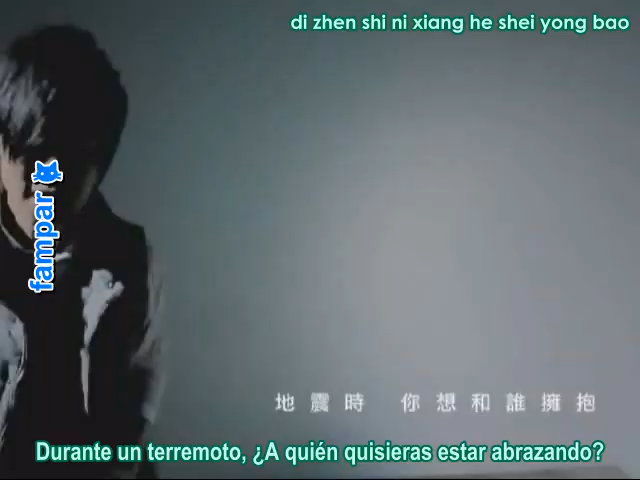 di zhen shi ni xiang he shei yong bao
fampar
地震時 你想和誰擁抱
Durante un terremoto, ¿A quién quisieras estar abrazando?